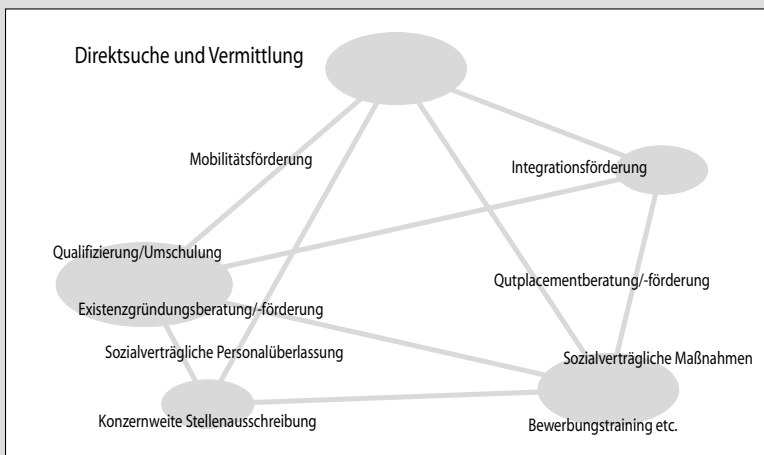 Direktsuche und Vermittlung
Mobilitätsförderung
Integrationsförderung
Qualifizierung/Umschulung
Qutplacementberatung/-förderung
Existenzgründungsberatung/-förderung
Sozialverträgliche Personalüberlassung
Sozialverträgliche Maßnahmen
Konzernweite Stellenausschreibung
Bewerbungstraining etc.